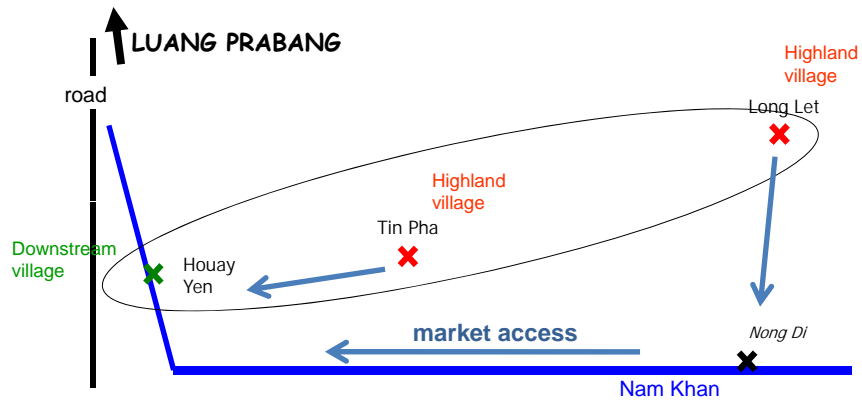 LUANG PRABANG
Highland
village
road
Long Let
Highland
village
Tin Pha
Downstream
village
Houay
Yen
market access
Nong Di
Nam Khan